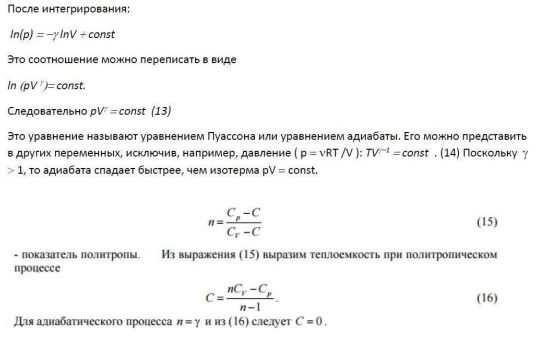 После интегрирования:
ln(p) = −γ lnV + const
Это соотношение можно переписать в виде
ln (pV^γ)= const.
Следовательно pV^γ = const (13)
Это уравнение называют уравнением Пуассона или уравнением адиабаты. Его можно представить
в других переменных, исключив, например, давление ( p = νRT /V ): TV^γ−1 = const . (14) Поскольку γ
> 1, то адиабата спадает быстрее, чем изотерма pV = const.
n = (C_p − C)/(C_V − C) (15)
- показатель политропы. Из выражения (15) выразим теплоемкость при политропическом
процессе
C = (nC_V − C_p)/(n − 1) . (16)
Для адиабатического процесса n = γ и из (16) следует C = 0 .